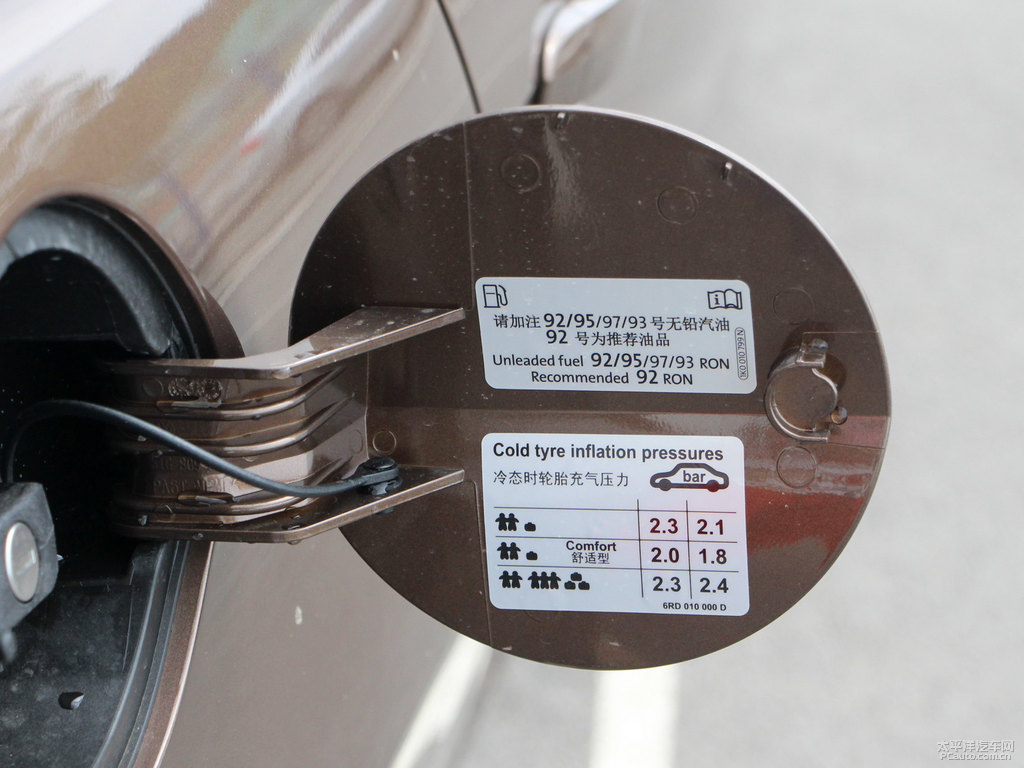 请加注 92/95/97/93 号无铅汽油
92 号为推荐油品
Unleaded fuel 92/95/97/93 RON
Recommended 92 RON
1K0 010 799 N
Cold tyre inflation pressures
冷态时轮胎充气压力
bar
2.3 2.1
Comfort
舒适型
2.0 1.8
2.3 2.4
6RD 010 000 D
太平洋汽车网
PCauto.com.cn